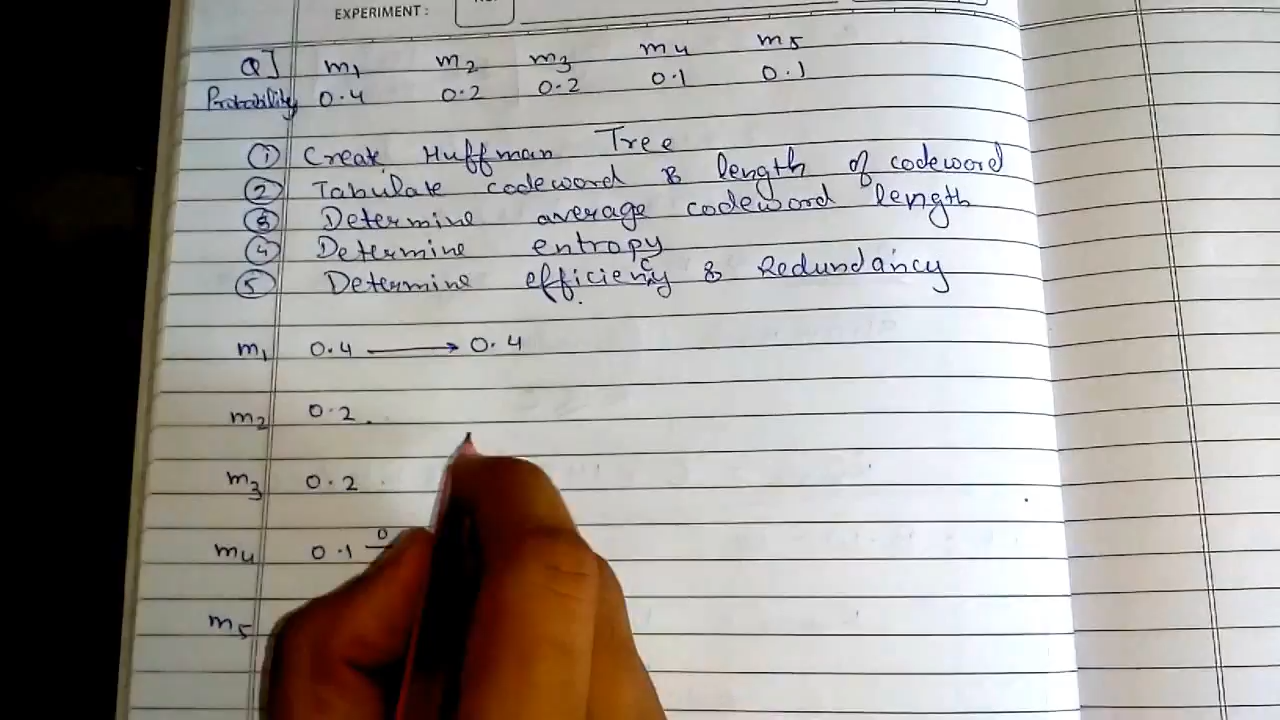 EXPERIMENT :
Q] m1 m2 m3 m4 m5
Probability 0.4 0.2 0.2 0.1 0.1
① Create Huffman Tree
② Tabulate codeword & length of codeword
③ Determine average codeword length
④ Determine entropy
⑤ Determine efficiency & Redundancy
m1 0.4 → 0.4
m2 0.2
m3 0.2
m4 0.1 0
m5